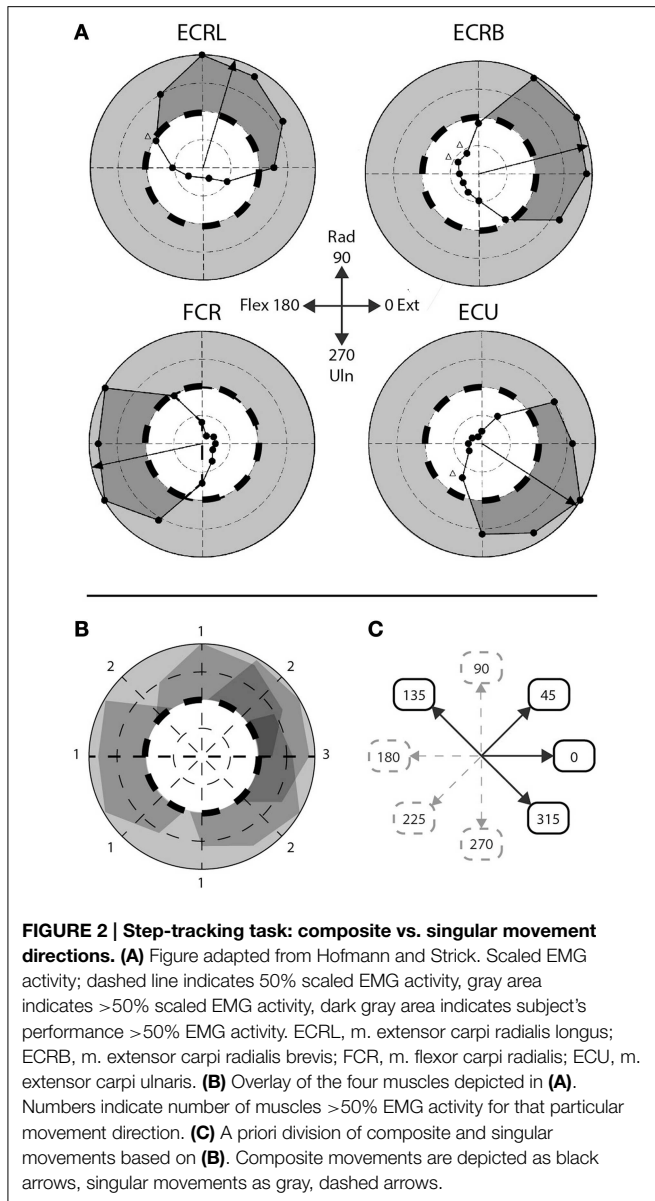 A
ECRL
ECRB
Rad
90
Flex 180
0 Ext
270
Uln
FCR
ECU
B
1
2
2
1
3
1
2
1
C
90
135
45
180
0
225
315
270
FIGURE 2 | Step-tracking task: composite vs. singular movement
directions. (A) Figure adapted from Hofmann and Strick. Scaled EMG
activity; dashed line indicates 50% scaled EMG activity, gray area
indicates >50% scaled EMG activity, dark gray area indicates subject's
performance >50% EMG activity. ECRL, m. extensor carpi radialis longus;
ECRB, m. extensor carpi radialis brevis; FCR, m. flexor carpi radialis; ECU, m.
extensor carpi ulnaris. (B) Overlay of the four muscles depicted in (A).
Numbers indicate number of muscles >50% EMG activity for that particular
movement direction. (C) A priori division of composite and singular
movements based on (B). Composite movements are depicted as black
arrows, singular movements as gray, dashed arrows.